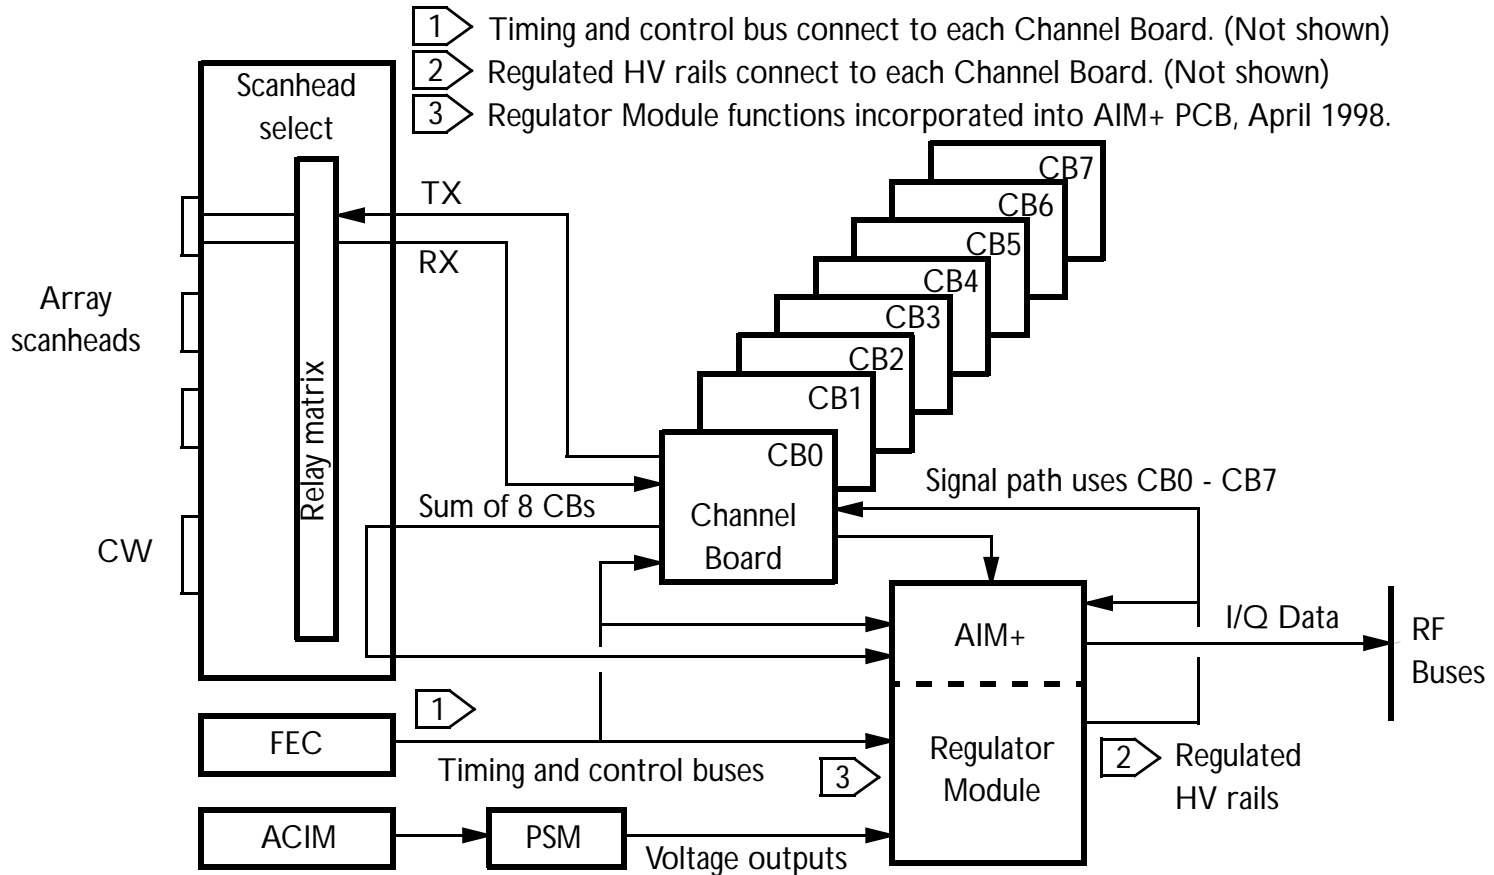 1 Timing and control bus connect to each Channel Board. (Not shown)
2 Regulated HV rails connect to each Channel Board. (Not shown)
3 Regulator Module functions incorporated into AIM+ PCB, April 1998.
Scanhead
select
CB7
CB6
CB5
CB4
CB3
CB2
CB1
CB0
TX
RX
Array
scanheads
Relay matrix
Signal path uses CB0 - CB7
Sum of 8 CBs
Channel
Board
CW
AIM+
I/Q Data
RF
Buses
1
FEC
Timing and control buses
3
Regulator
Module
2 Regulated
HV rails
ACIM
PSM
Voltage outputs